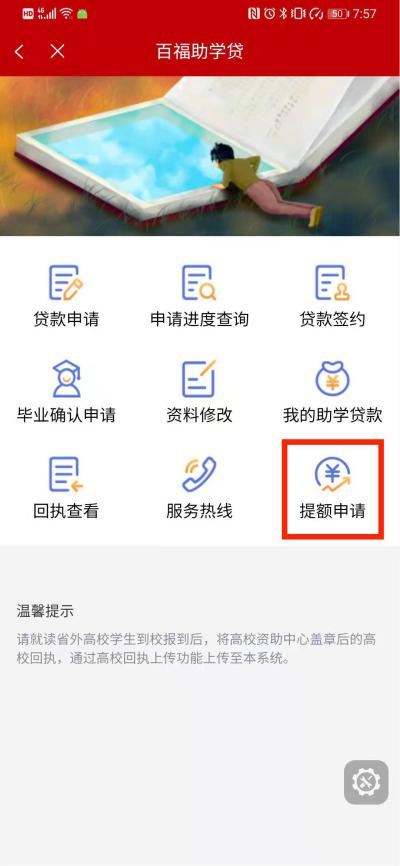 HD 4G 50 7:57
百福助学贷
贷款申请 申请进度查询 贷款签约
毕业确认申请 资料修改 我的助学贷款
回执查看 服务热线 提额申请
温馨提示
请就读省外高校学生到校报到后，将高校资助中心盖章后的高
校回执，通过高校回执上传功能上传至本系统。